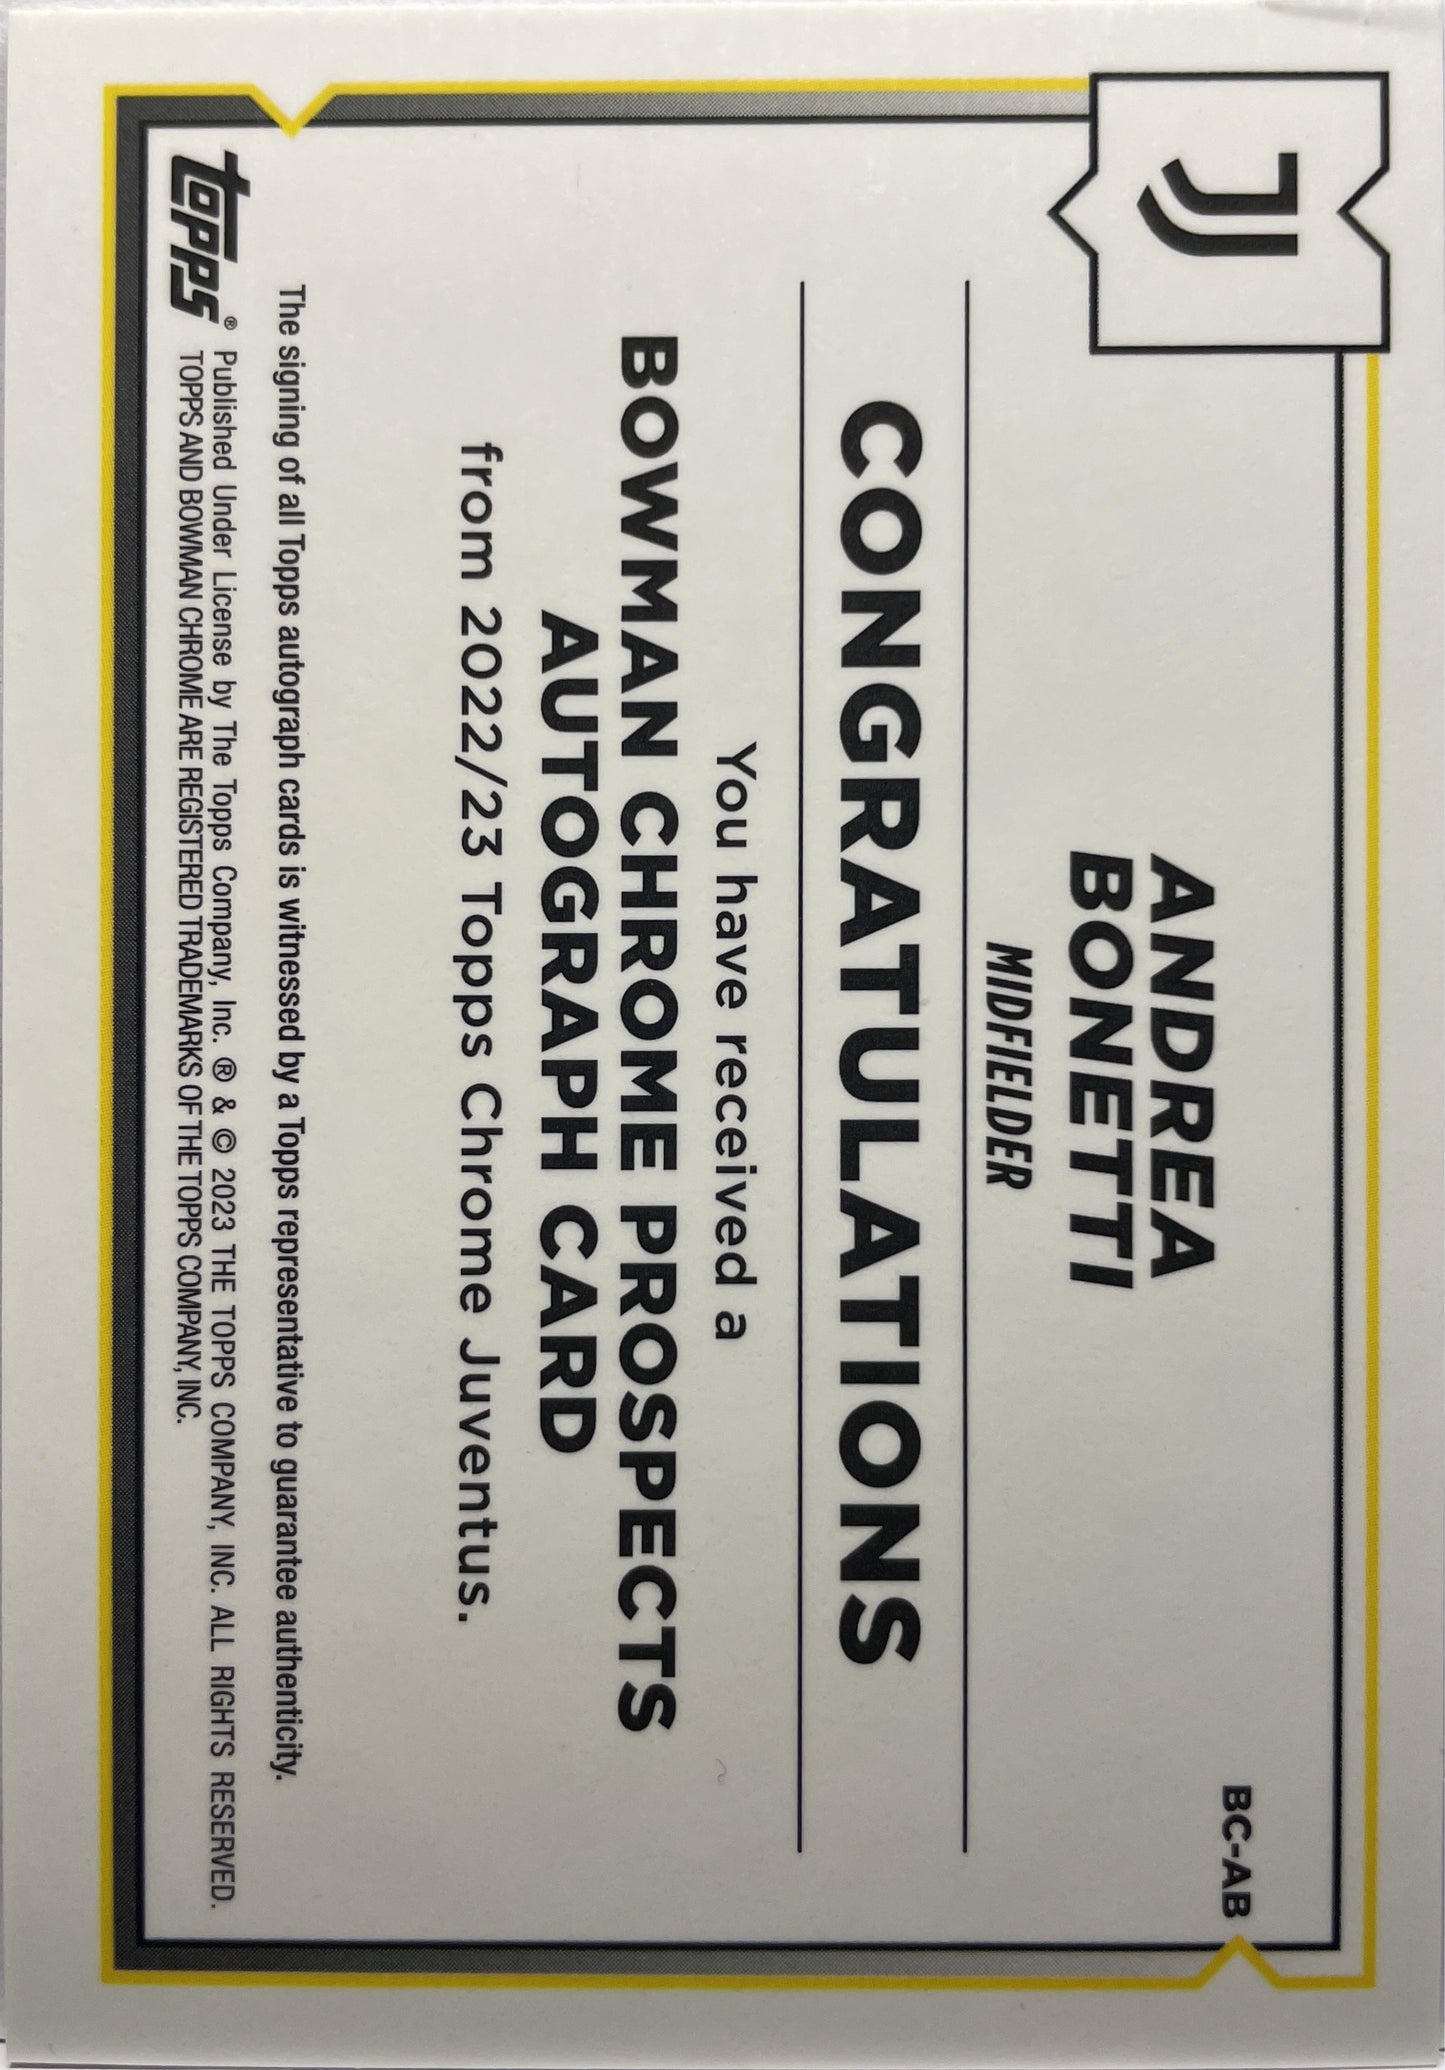 BC-AB
ANDREA
BONETTI
MIDFIELDER
CONGRATULATIONS
You have received a
BOWMAN CHROME PROSPECTS
AUTOGRAPH CARD
from 2022/23 Topps Chrome Juventus.
The signing of all Topps autograph cards is witnessed by a Topps representative to guarantee authenticity.
topps® Published Under License by The Topps Company, Inc. ® & © 2023 THE TOPPS COMPANY, INC. ALL RIGHTS RESERVED.
TOPPS AND BOWMAN CHROME ARE REGISTERED TRADEMARKS OF THE TOPPS COMPANY, INC.